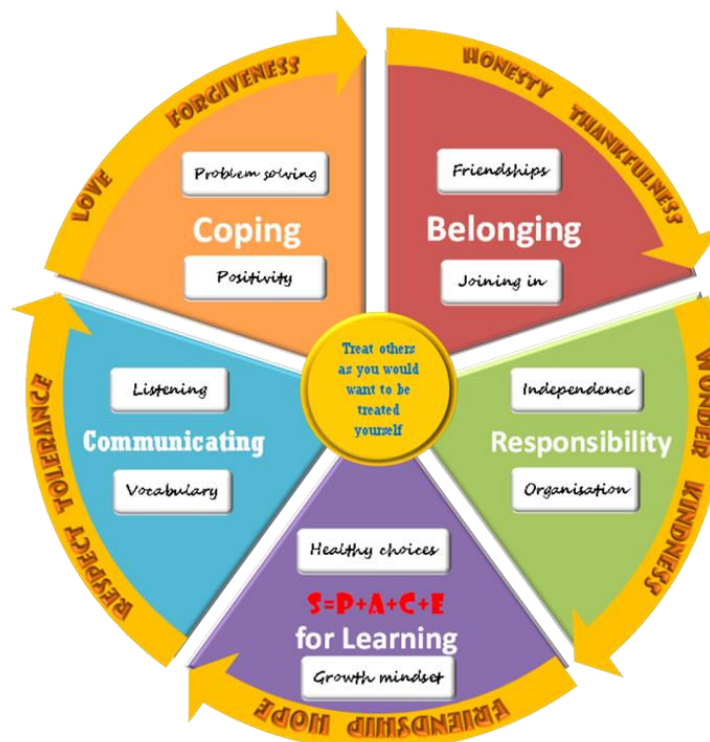 LOVE FORGIVENESS
HONESTY THANKFULNESS
Problem solving
Coping
Positivity
Friendships
Belonging
Joining in
Treat others
as you would
want to be
treated
yourself
Listening
Communicating
Vocabulary
Independence
Responsibility
Organisation
WONDER KINDNESS
RESPECT TOLERANCE
Healthy choices
S=P+A+C+E
for Learning
Growth mindset
FRIENDSHIP HOPE